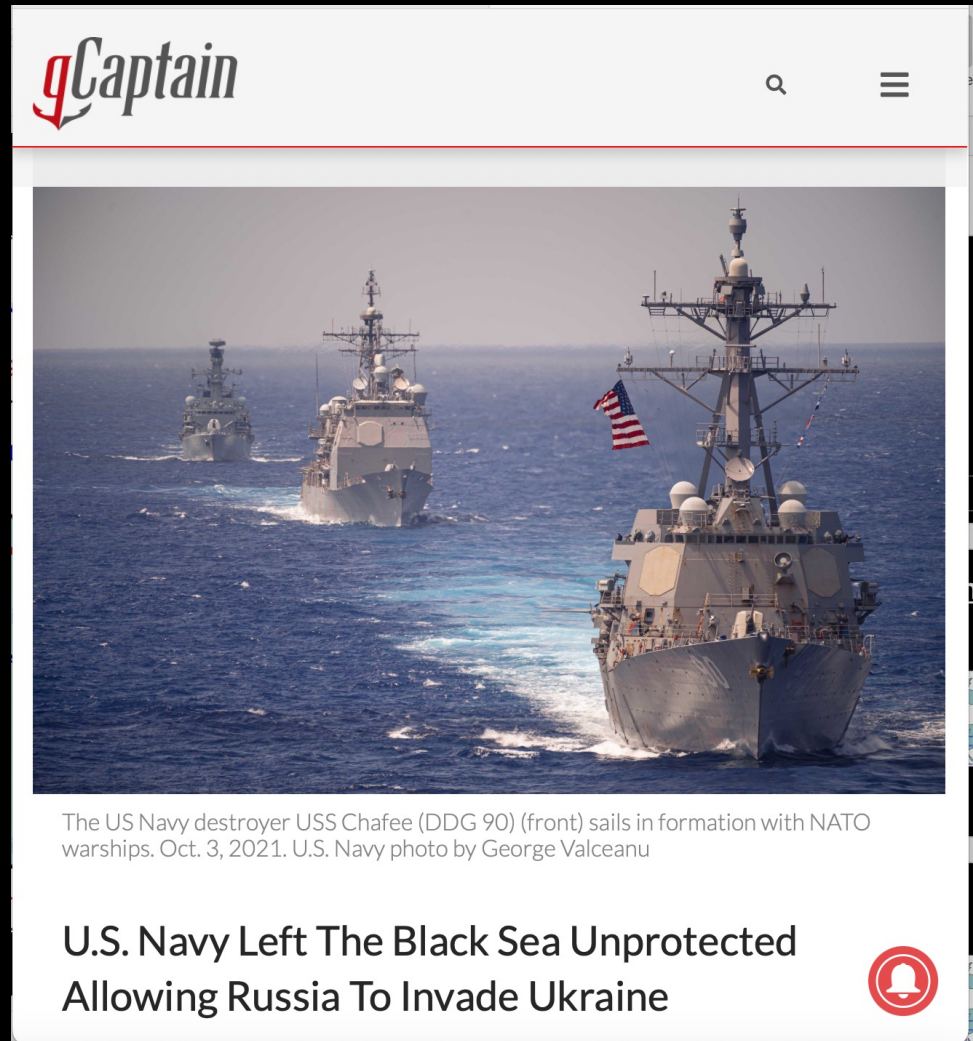 gCaptain
90
The US Navy destroyer USS Chafee (DDG 90) (front) sails in formation with NATO
warships. Oct. 3, 2021. U.S. Navy photo by George Valceanu
U.S. Navy Left The Black Sea Unprotected
Allowing Russia To Invade Ukraine